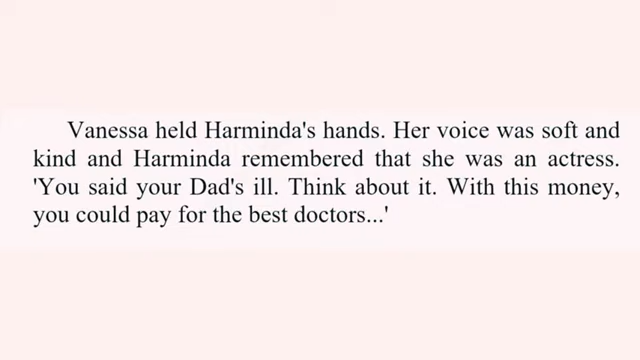 Vanessa held Harminda's hands. Her voice was soft and
kind and Harminda remembered that she was an actress.
'You said your Dad's ill. Think about it. With this money,
you could pay for the best doctors...'